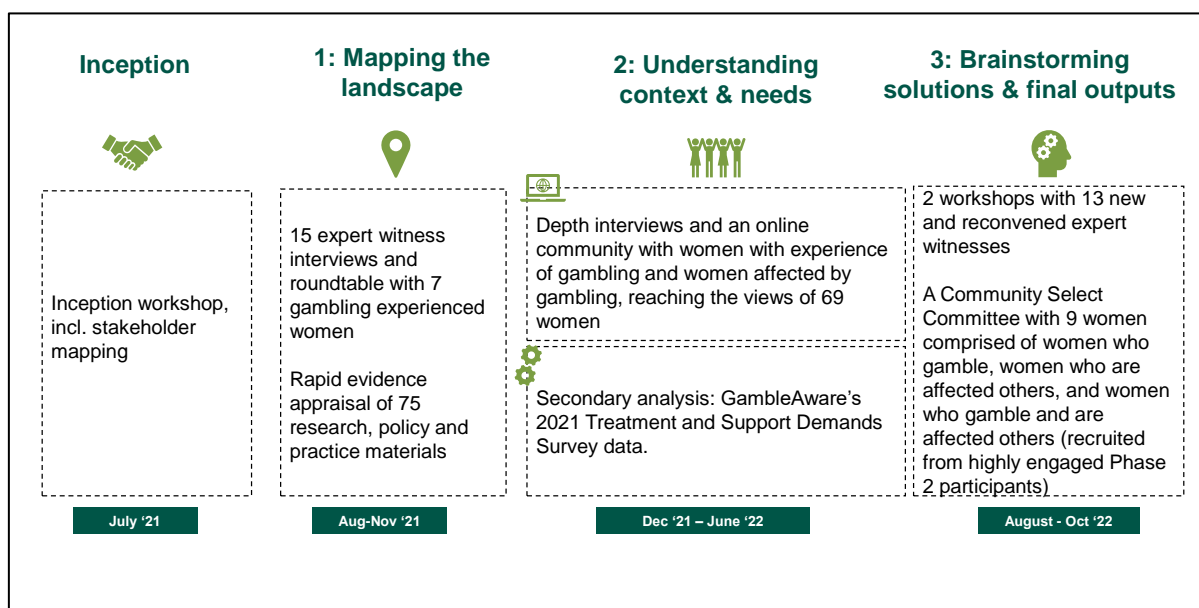 Inception
Inception workshop,
incl. stakeholder
mapping
July ‘21
1: Mapping the
landscape
15 expert witness
interviews and
roundtable with 7
gambling experienced
women
Rapid evidence
appraisal of 75
research, policy and
practice materials
Aug-Nov ‘21
2: Understanding
context & needs
Depth interviews and an online
community with women with experience
of gambling and women affected by
gambling, reaching the views of 69
women
Secondary analysis: GambleAware’s
2021 Treatment and Support Demands
Survey data.
Dec ‘21 – June ‘22
3: Brainstorming
solutions & final outputs
2 workshops with 13 new
and reconvened expert
witnesses
A Community Select
Committee with 9 women
comprised of women who
gamble, women who are
affected others, and women
who gamble and are
affected others (recruited
from highly engaged Phase
2 participants)
August - Oct ‘22